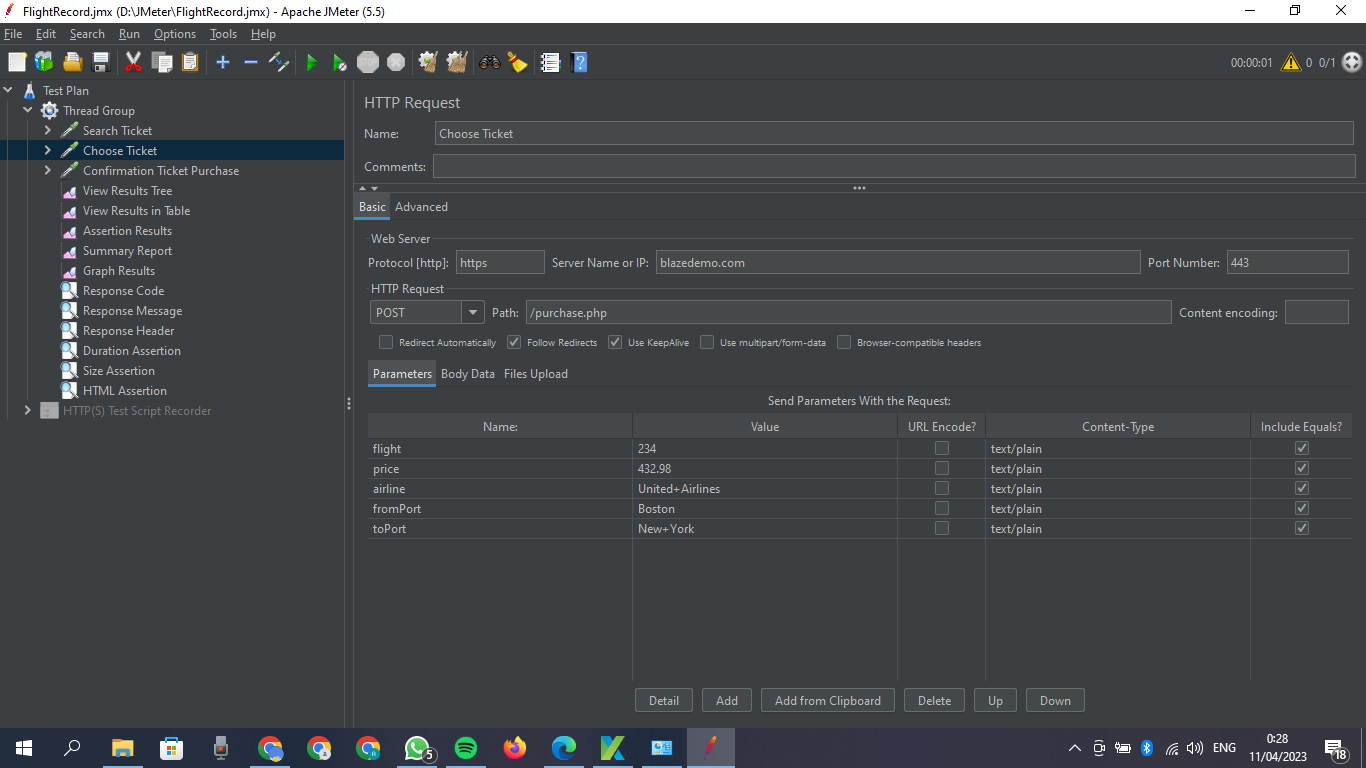 FlightRecord.jmx (D:\JMeter\FlightRecord.jmx) - Apache JMeter (5.5)
File Edit Search Run Options Tools Help
STOP
00:00:01 0 0/1
Test Plan
Thread Group
Search Ticket
Choose Ticket
Confirmation Ticket Purchase
View Results Tree
View Results in Table
Assertion Results
Summary Report
Graph Results
Response Code
Response Message
Response Header
Duration Assertion
Size Assertion
HTML Assertion
HTTP(S) Test Script Recorder
HTTP Request
Name: Choose Ticket
Comments:
Basic Advanced
Web Server
Protocol [http]: https Server Name or IP: blazedemo.com Port Number: 443
HTTP Request
POST Path: /purchase.php Content encoding:
Redirect Automatically Follow Redirects Use KeepAlive Use multipart/form-data Browser-compatible headers
Parameters Body Data Files Upload
Send Parameters With the Request:
Name: Value URL Encode? Content-Type Include Equals?
flight 234 text/plain
price 432.98 text/plain
airline United+Airlines text/plain
fromPort Boston text/plain
toPort New+York text/plain
Detail Add Add from Clipboard Delete Up Down
5
ENG
0:28
11/04/2023
18